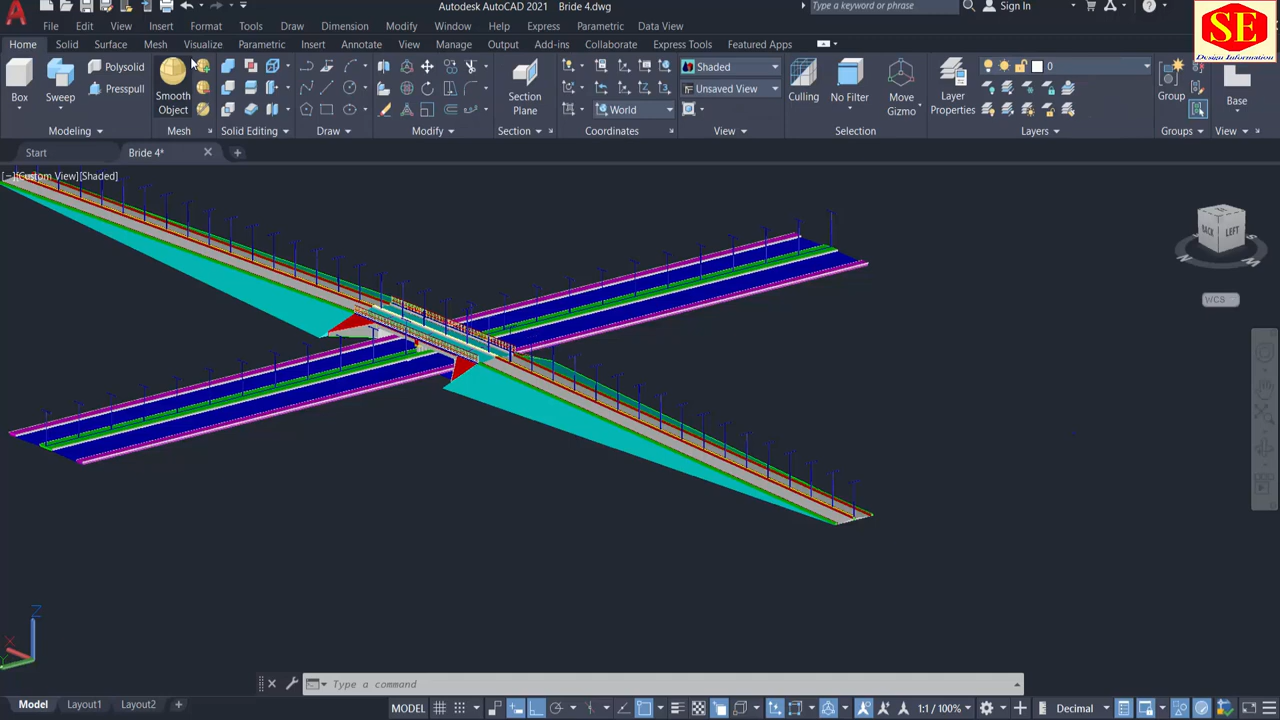 Autodesk AutoCAD 2021 Bride 4.dwg
Type a keyword or phrase
Sign In
SE
Design Information
File Edit View Insert Format Tools Draw Dimension Modify Window Help Express Parametric Data View
Home Solid Surface Mesh Visualize Parametric Insert Annotate View Manage Output Add-ins Collaborate Express Tools Featured Apps
Box
Sweep
Polysolid
Presspull
Smooth
Object
Section
Plane
World
Shaded
Unsaved View
Culling
No Filter
Move
Gizmo
Layer
Properties
0
Group
Base
Modeling Mesh Solid Editing Draw Modify Section Coordinates View Selection Layers Groups View
Start Bride 4*
[−][Custom View][Shaded]
BACK LEFT
N
S
WCS
Z
X
Y
Type a command
Model Layout1 Layout2
MODEL
1:1 / 100%
Decimal